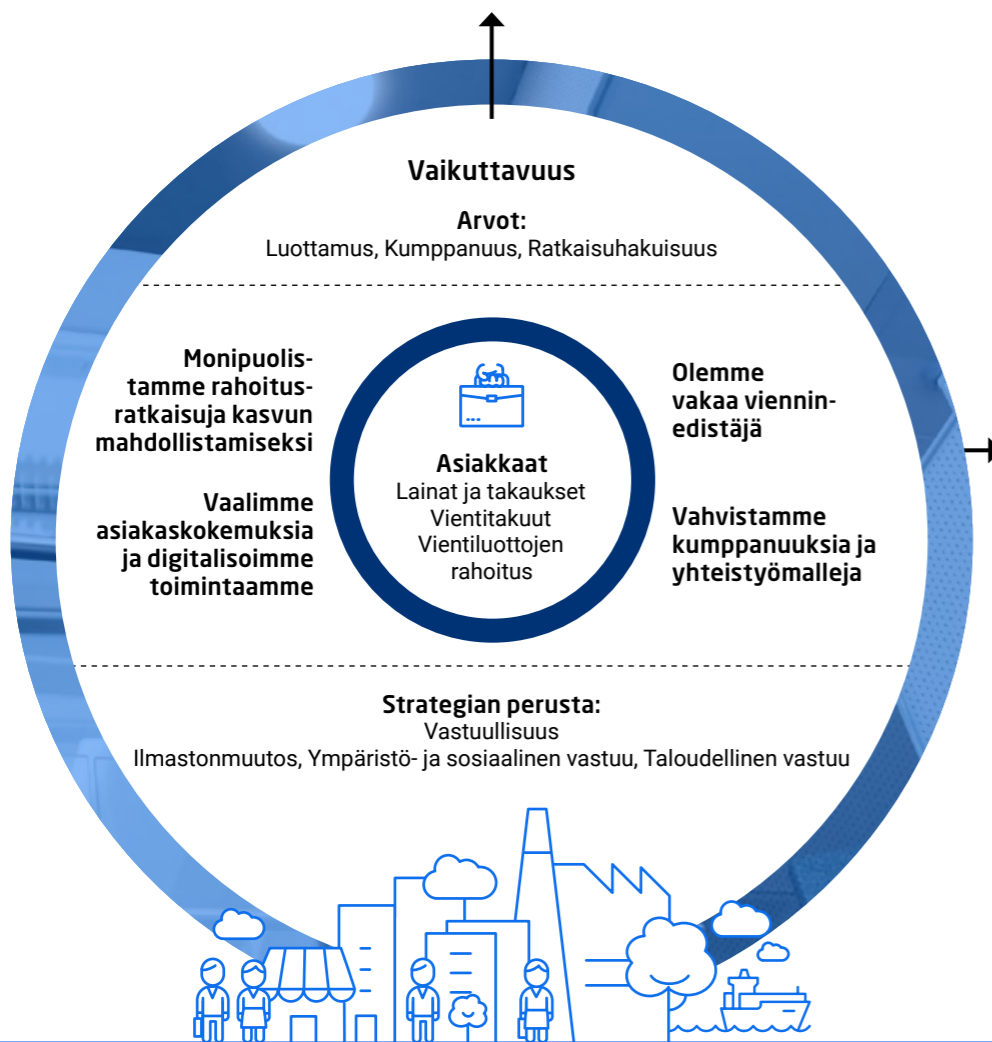 Vaikuttavuus
Arvot:
Luottamus, Kumppanuus, Ratkaisuhakuisuus
Monipuolis-
tamme rahoitus-
ratkaisuja kasvun
mahdollistamiseksi
Vaalimme
asiakaskokemuksia
ja digitalisoimme
toimintaamme
Asiakkaat
Lainat ja takaukset
Vientitakuut
Vientiluottojen
rahoitus
Olemme
vakaa viennin-
edistäjä
Vahvistamme
kumppanuuksia ja
yhteistyömalleja
Strategian perusta:
Vastuullisuus
Ilmastonmuutos, Ympäristö- ja sosiaalinen vastuu, Taloudellinen vastuu